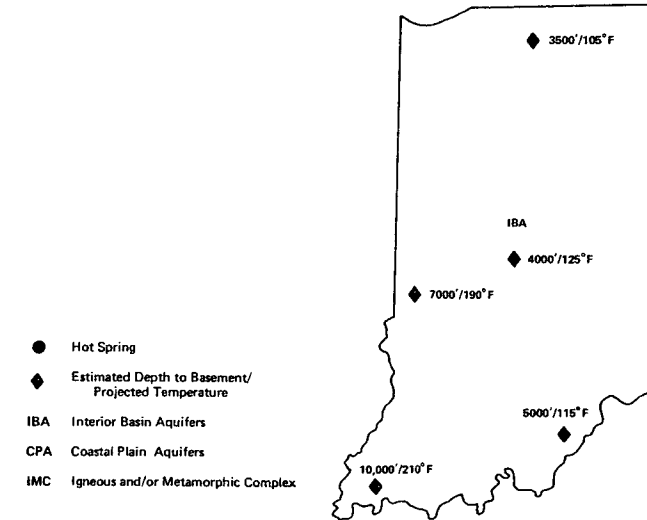 3500'/105°F
IBA
4000'/125°F
7000'/190°F
5000'/115°F
10,000'/210°F
Hot Spring
Estimated Depth to Basement/
Projected Temperature
IBA Interior Basin Aquifers
CPA Coastal Plain Aquifers
IMC Igneous and/or Metamorphic Complex